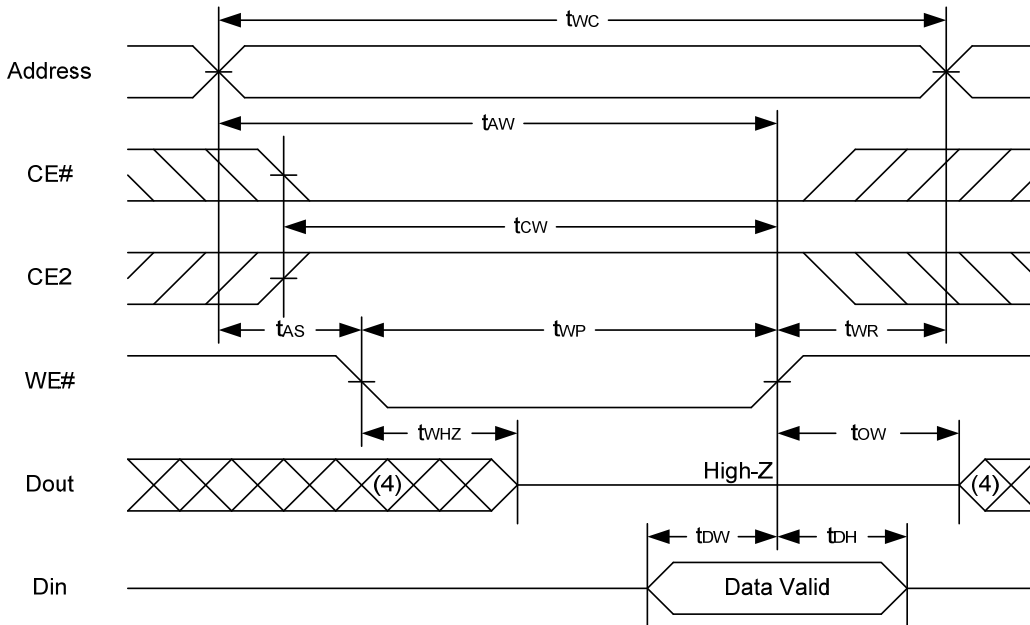 tWC
Address
tAW
CE#
tCW
CE2
tAS tWP tWR
WE#
tWHZ tOW
Dout (4) High-Z (4)
tDW tDH
Din Data Valid